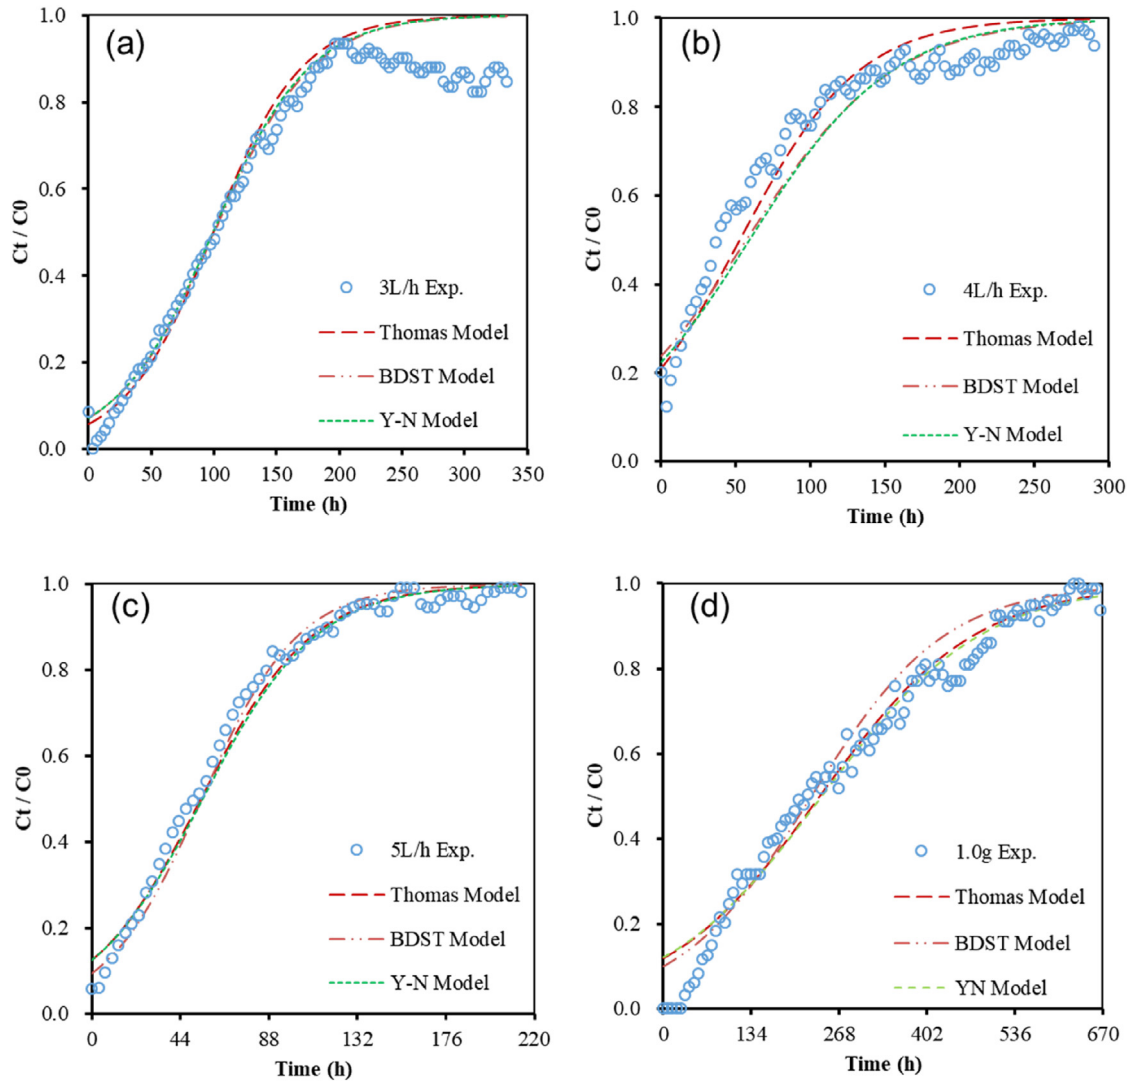 (a)
1.0
0.8
0.6
0.4
0.2
0.0
Ct / C0
3L/h Exp.
Thomas Model
BDST Model
Y-N Model
0 50 100 150 200 250 300 350
Time (h)
(b)
1.0
0.8
0.6
0.4
0.2
0.0
Ct / C0
4L/h Exp.
Thomas Model
BDST Model
Y-N Model
0 50 100 150 200 250 300
Time (h)
(c)
1.0
0.8
0.6
0.4
0.2
0.0
Ct / C0
5L/h Exp.
Thomas Model
BDST Model
Y-N Model
0 44 88 132 176 220
Time (h)
(d)
1.0
0.8
0.6
0.4
0.2
0.0
Ct / C0
1.0g Exp.
Thomas Model
BDST Model
YN Model
0 134 268 402 536 670
Time (h)